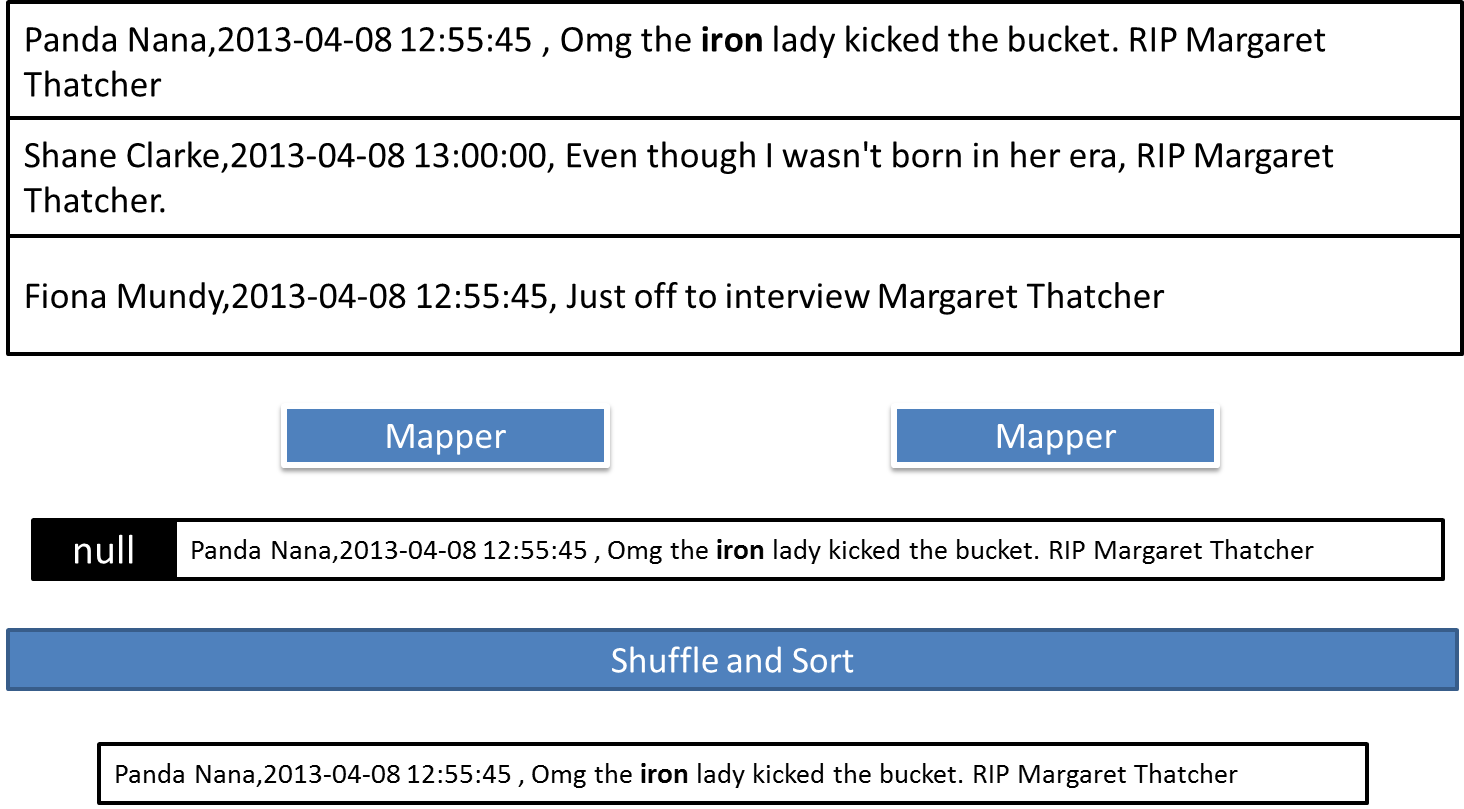 Panda Nana,2013-04-08 12:55:45 , Omg the iron lady kicked the bucket. RIP Margaret
Thatcher
Shane Clarke,2013-04-08 13:00:00, Even though I wasn't born in her era, RIP Margaret
Thatcher.
Fiona Mundy,2013-04-08 12:55:45, Just off to interview Margaret Thatcher
Mapper
Mapper
null
Panda Nana,2013-04-08 12:55:45 , Omg the iron lady kicked the bucket. RIP Margaret Thatcher
Shuffle and Sort
Panda Nana,2013-04-08 12:55:45 , Omg the iron lady kicked the bucket. RIP Margaret Thatcher